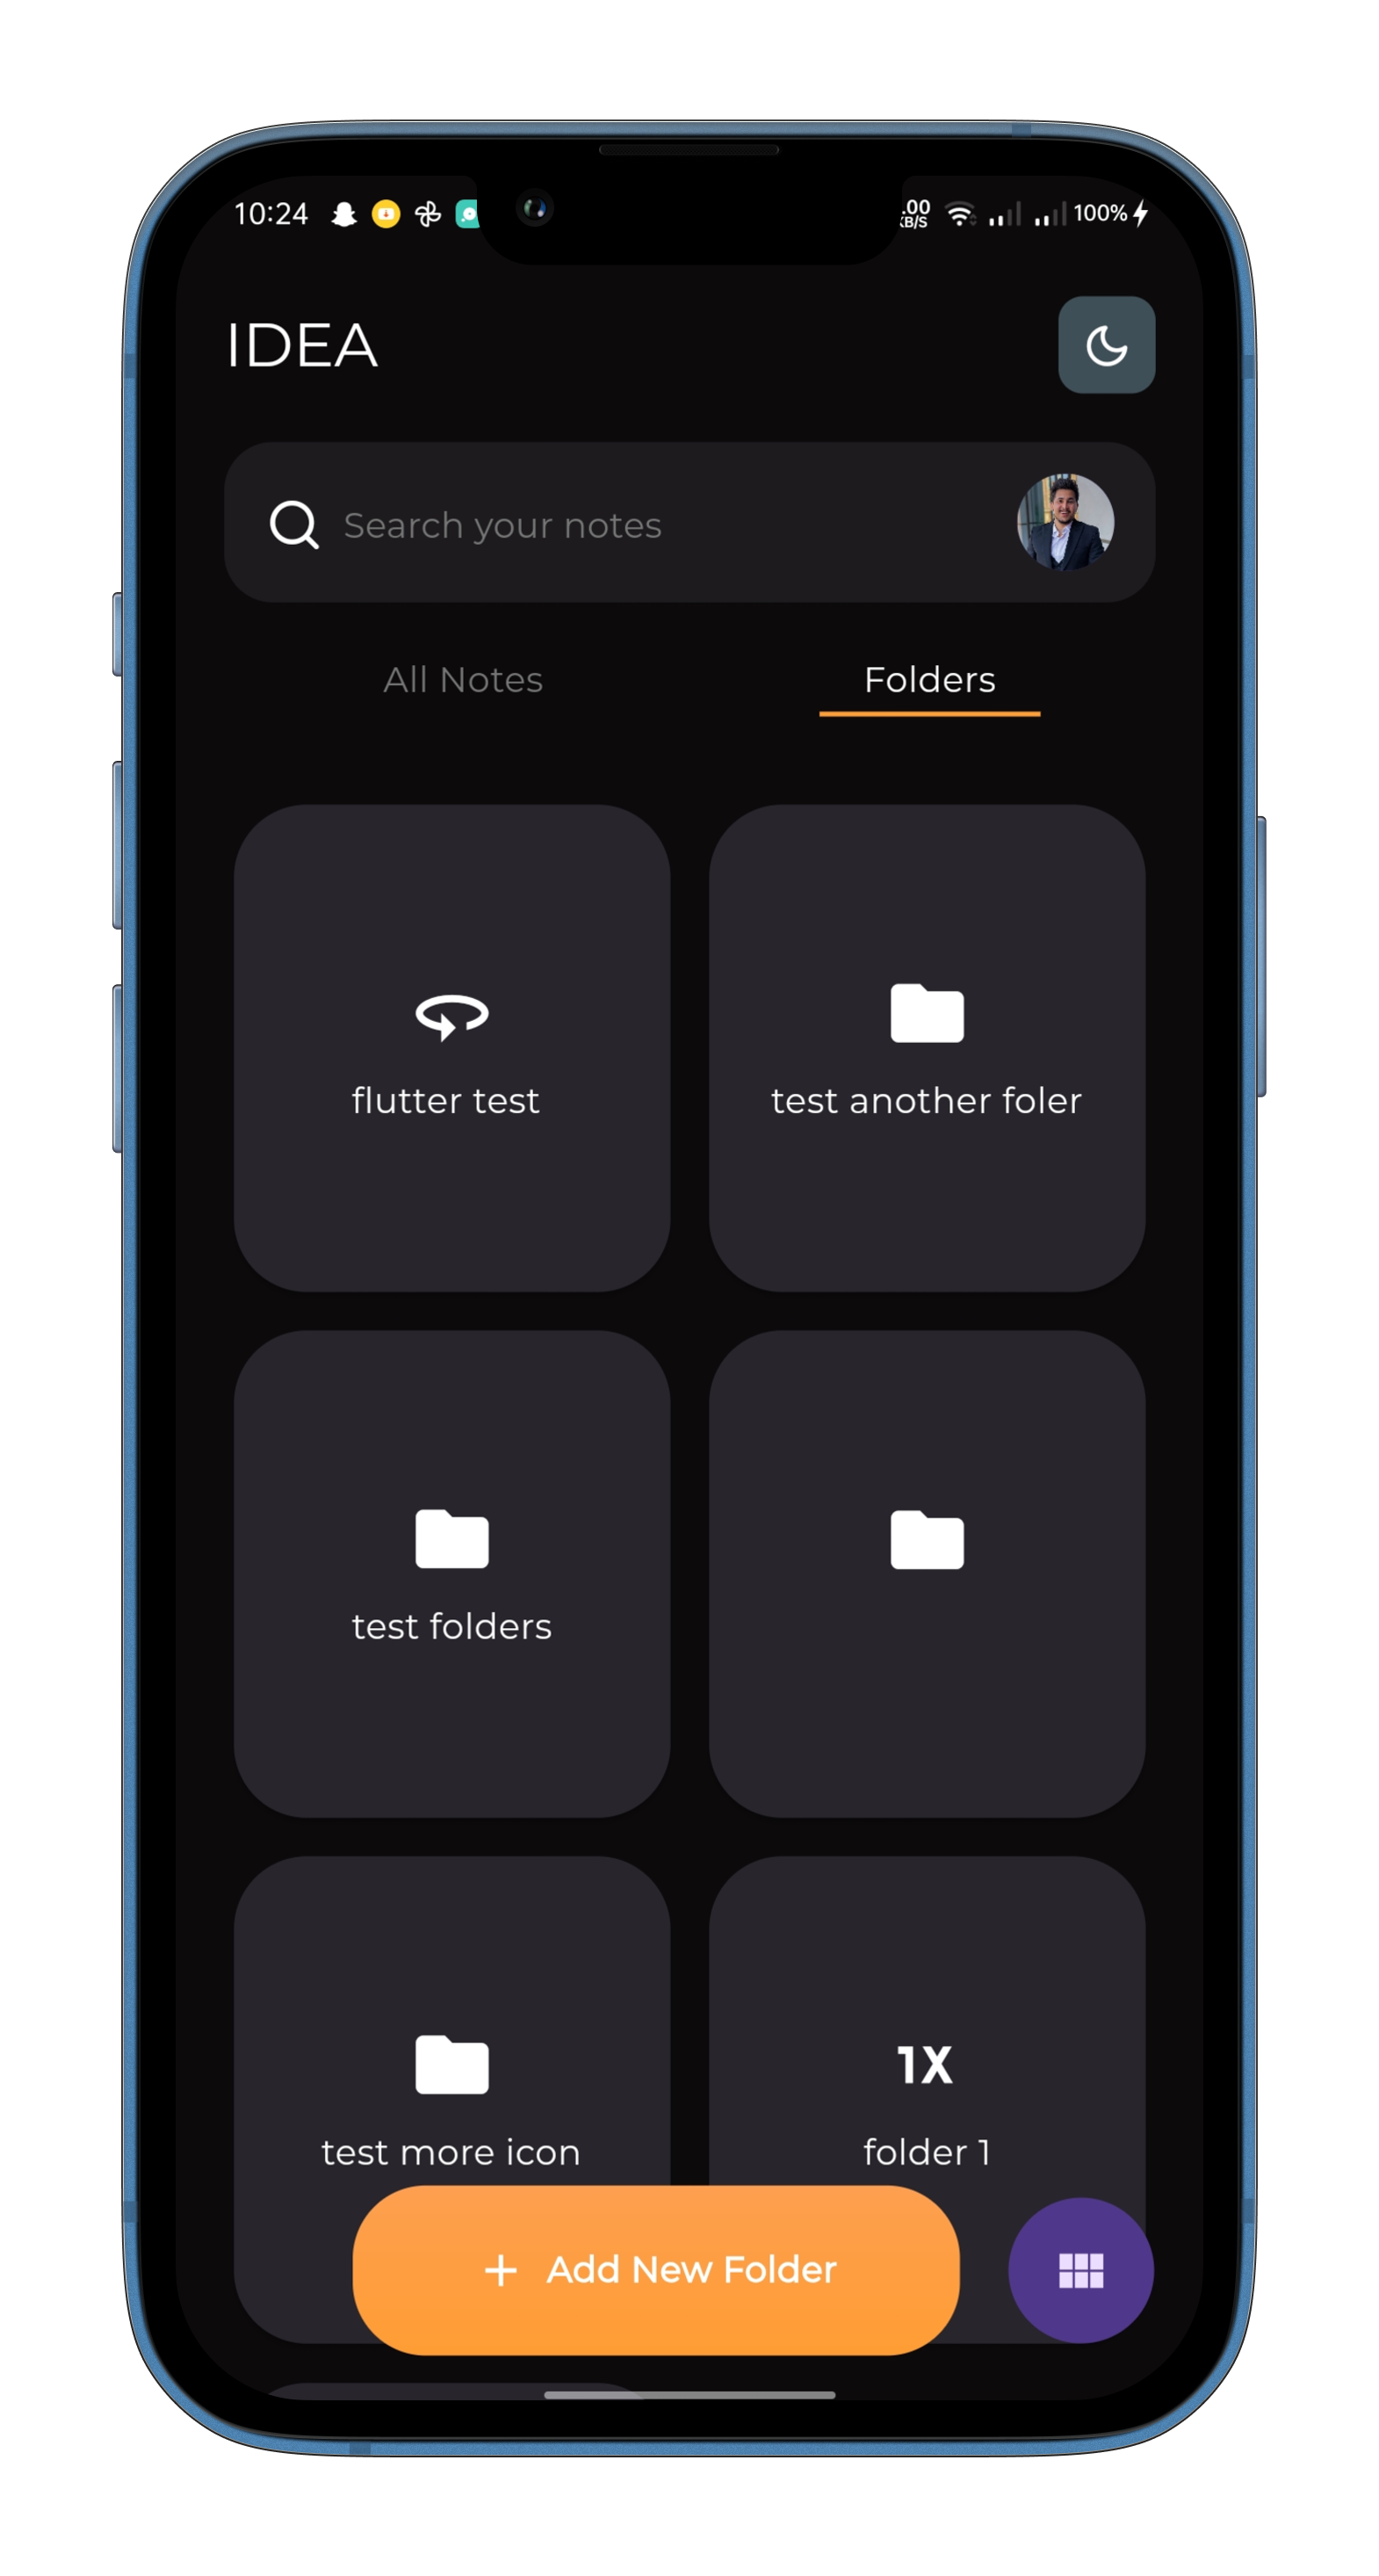 10:24 .00 KB/S 100%
IDEA
Search your notes
All Notes Folders
flutter test test another foler
test folders
test more icon 1X folder 1
+ Add New Folder